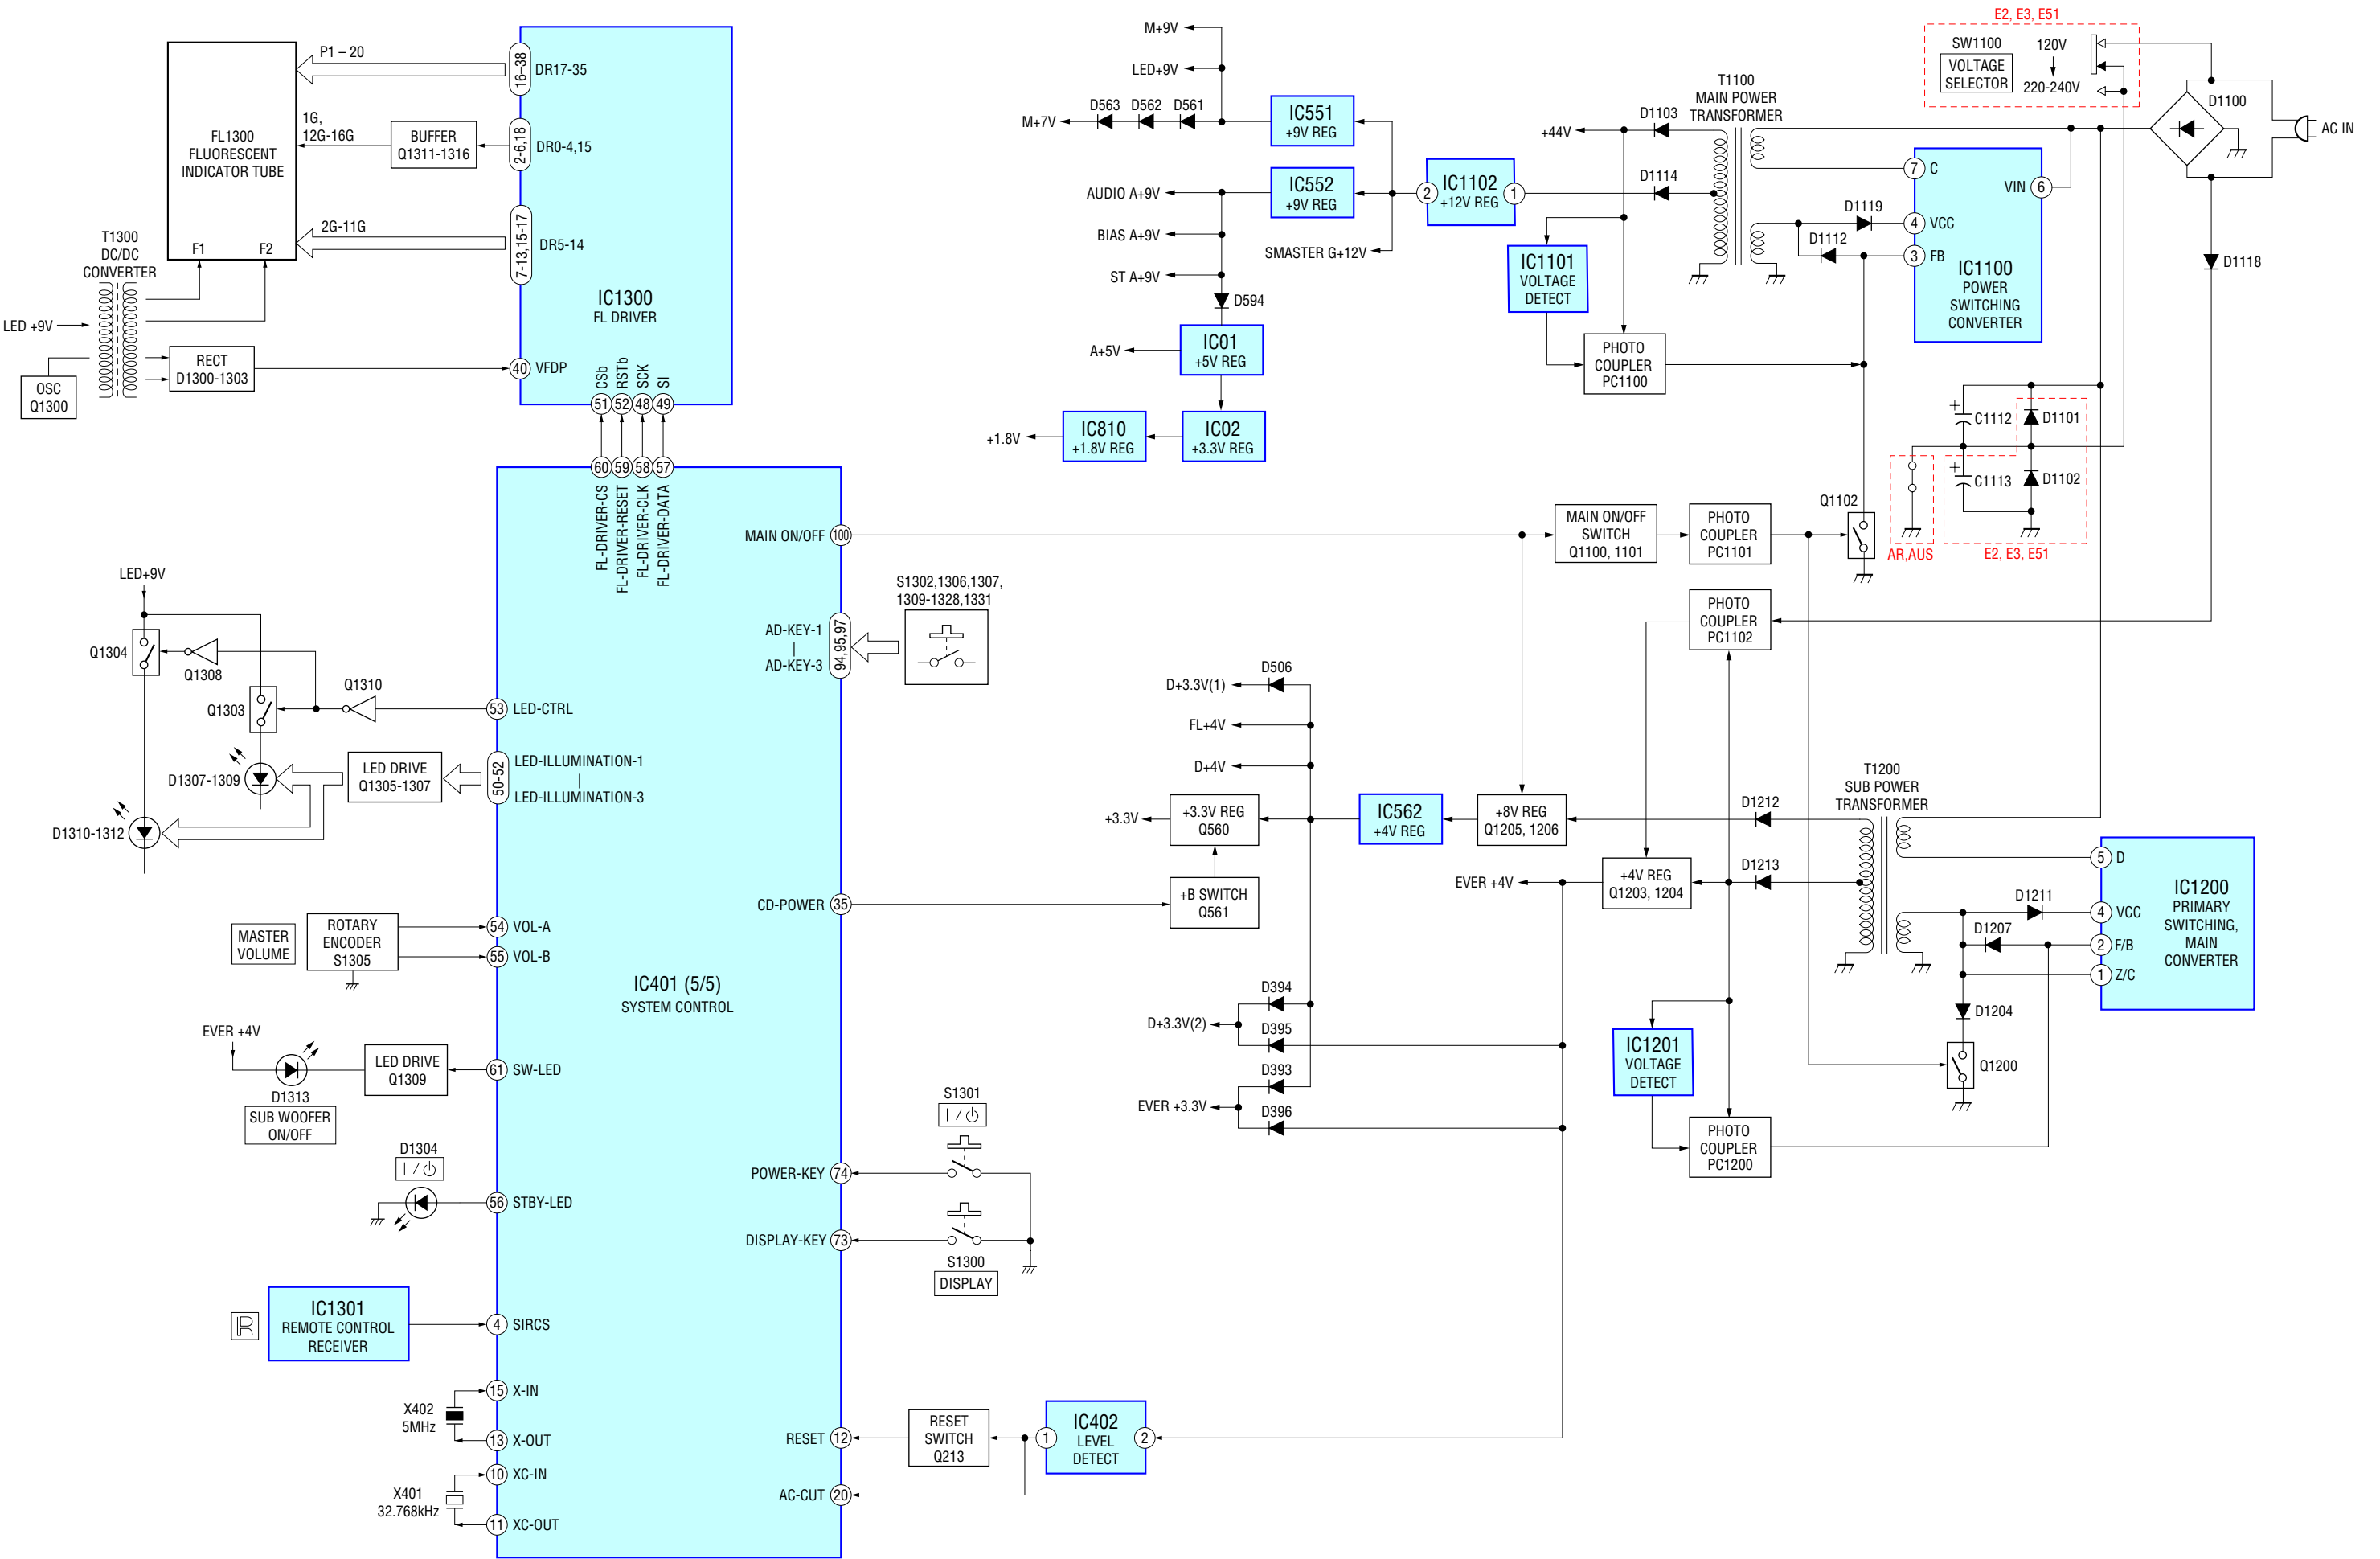 E2, E3, E51
SW1100
VOLTAGE
SELECTOR
120V
220-240V
D1100
AC IN
D1118
FL1300
FLUORESCENT
INDICATOR TUBE
F1
F2
P1 – 20
1G,
12G-16G
BUFFER
Q1311-1316
2G-11G
16–38
DR17-35
2-6,18
DR0-4,15
7-13,15-17
DR5-14
IC1300
FL DRIVER
40
VFDP
T1300
DC/DC
CONVERTER
LED +9V
OSC
Q1300
RECT
D1300-1303
CSb
RSTb
SCK
SI
51
52
48
49
60
59
58
57
FL-DRIVER-CS
FL-DRIVER-RESET
FL-DRIVER-CLK
FL-DRIVER-DATA
M+9V
LED+9V
D563
D562
D561
M+7V
IC551
+9V REG
AUDIO A+9V
IC552
+9V REG
BIAS A+9V
ST A+9V
SMASTER G+12V
D594
A+5V
IC01
+5V REG
IC02
+3.3V REG
IC810
+1.8V REG
+1.8V
2
IC1102
+12V REG
1
+44V
D1103
D1114
T1100
MAIN POWER
TRANSFORMER
IC1101
VOLTAGE
DETECT
PHOTO
COUPLER
PC1100
D1119
D1112
7
C
VIN
6
4
VCC
3
FB
IC1100
POWER
SWITCHING
CONVERTER
C1112
+
D1101
C1113
+
D1102
AR,AUS
E2, E3, E51
Q1102
MAIN ON/OFF
SWITCH
Q1100, 1101
PHOTO
COUPLER
PC1101
PHOTO
COUPLER
PC1102
MAIN ON/OFF
100
S1302,1306,1307,
1309-1328,1331
AD-KEY-1
AD-KEY-3
94,95,97
LED+9V
Q1304
Q1308
Q1303
Q1310
53
LED-CTRL
D1307-1309
LED DRIVE
Q1305-1307
50-52
LED-ILLUMINATION-1
LED-ILLUMINATION-3
D1310-1312
D506
D+3.3V(1)
FL+4V
D+4V
+3.3V
+3.3V REG
Q560
IC562
+4V REG
+8V REG
Q1205, 1206
D1212
T1200
SUB POWER
TRANSFORMER
+B SWITCH
Q561
EVER +4V
+4V REG
Q1203, 1204
D1213
CD-POWER
35
5
D
IC1200
PRIMARY
SWITCHING,
MAIN
CONVERTER
D1211
4
VCC
D1207
2
F/B
1
Z/C
D1204
Q1200
MASTER
VOLUME
ROTARY
ENCODER
S1305
54
VOL-A
55
VOL-B
IC401 (5/5)
SYSTEM CONTROL
D394
D+3.3V(2)
D395
D393
EVER +3.3V
D396
IC1201
VOLTAGE
DETECT
PHOTO
COUPLER
PC1200
EVER +4V
D1313
SUB WOOFER
ON/OFF
LED DRIVE
Q1309
61
SW-LED
D1304
I /
56
STBY-LED
S1301
I /
POWER-KEY
74
DISPLAY-KEY
73
S1300
DISPLAY
IC1301
REMOTE CONTROL
RECEIVER
R
4
SIRCS
X402
5MHz
15
X-IN
13
X-OUT
X401
32.768kHz
10
XC-IN
11
XC-OUT
RESET
12
RESET
SWITCH
Q213
1
IC402
LEVEL
DETECT
2
AC-CUT
20